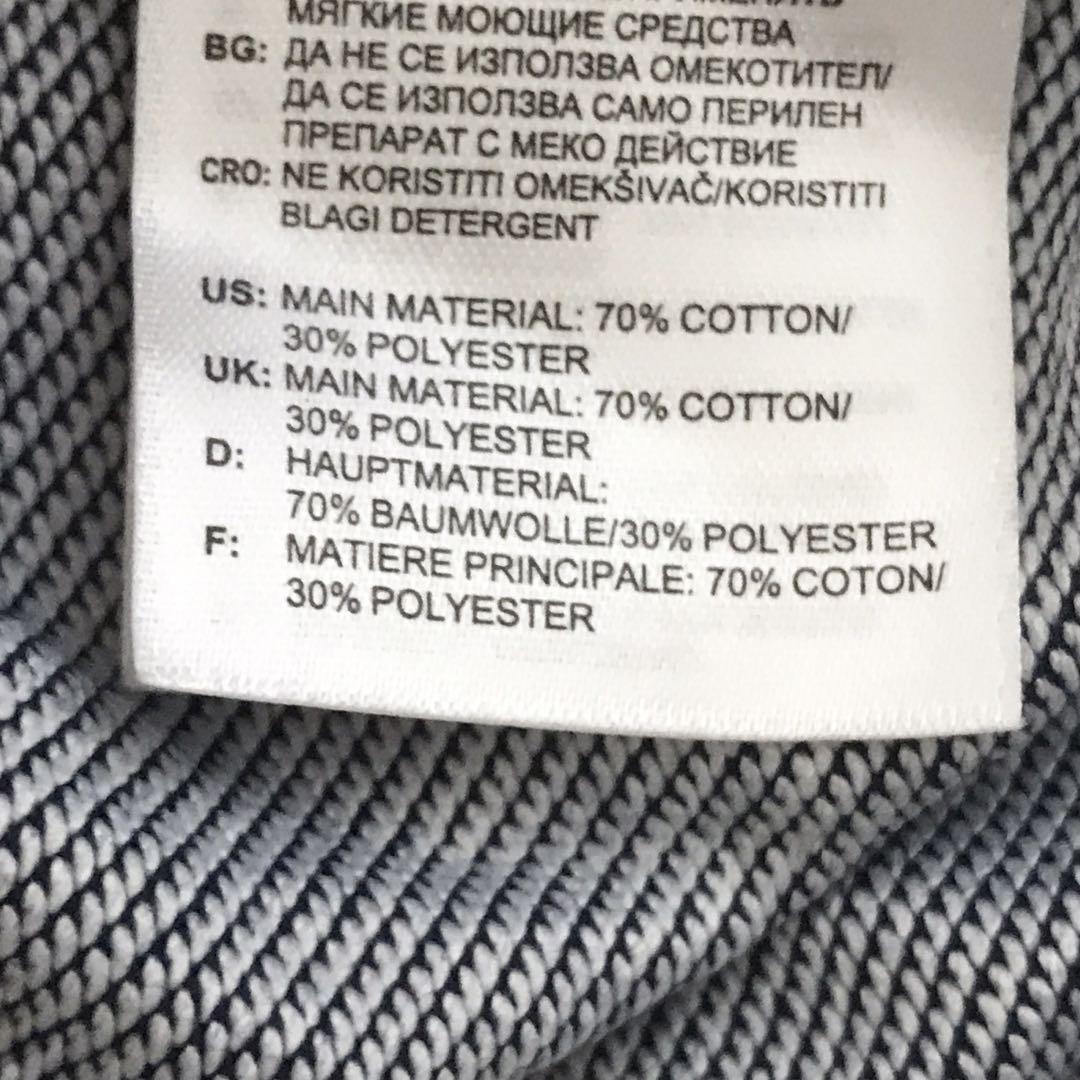 МЯГКИЕ МОЮЩИЕ СРЕДСТВА
BG: ДА НЕ СЕ ИЗПОЛЗВА ОМЕКОТИТЕЛ/
ДА СЕ ИЗПОЛЗВА САМО ПЕРИЛЕН
ПРЕПАРАТ С МЕКО ДЕЙСТВИЕ
CRO: NE KORISTITI OMEKŠIVAČ/KORISTITI
BLAGI DETERGENT
US: MAIN MATERIAL: 70% COTTON/
30% POLYESTER
UK: MAIN MATERIAL: 70% COTTON/
30% POLYESTER
D: HAUPTMATERIAL:
70% BAUMWOLLE/30% POLYESTER
F: MATIERE PRINCIPALE: 70% COTON/
30% POLYESTER